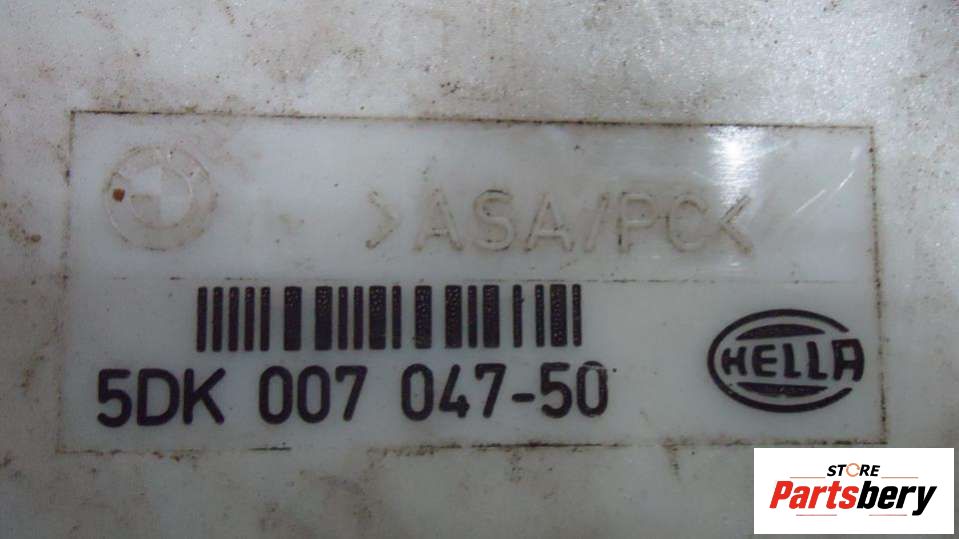 >ASA/PC<
5DK 007 047-50
HELLA
STORE
Partsbery